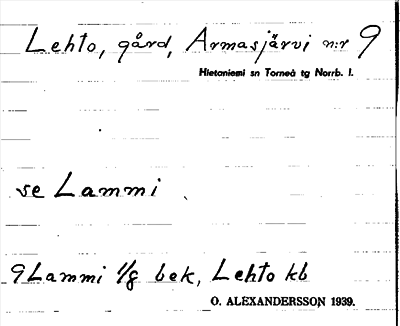 Lehto, gård, Armasjärvi n:r 9
Hietaniemi sn Torneå tg Norrb. l.
se Lammi
9 Lammi 1/8 bek, Lehto kb
O. ALEXANDERSSON 1939.